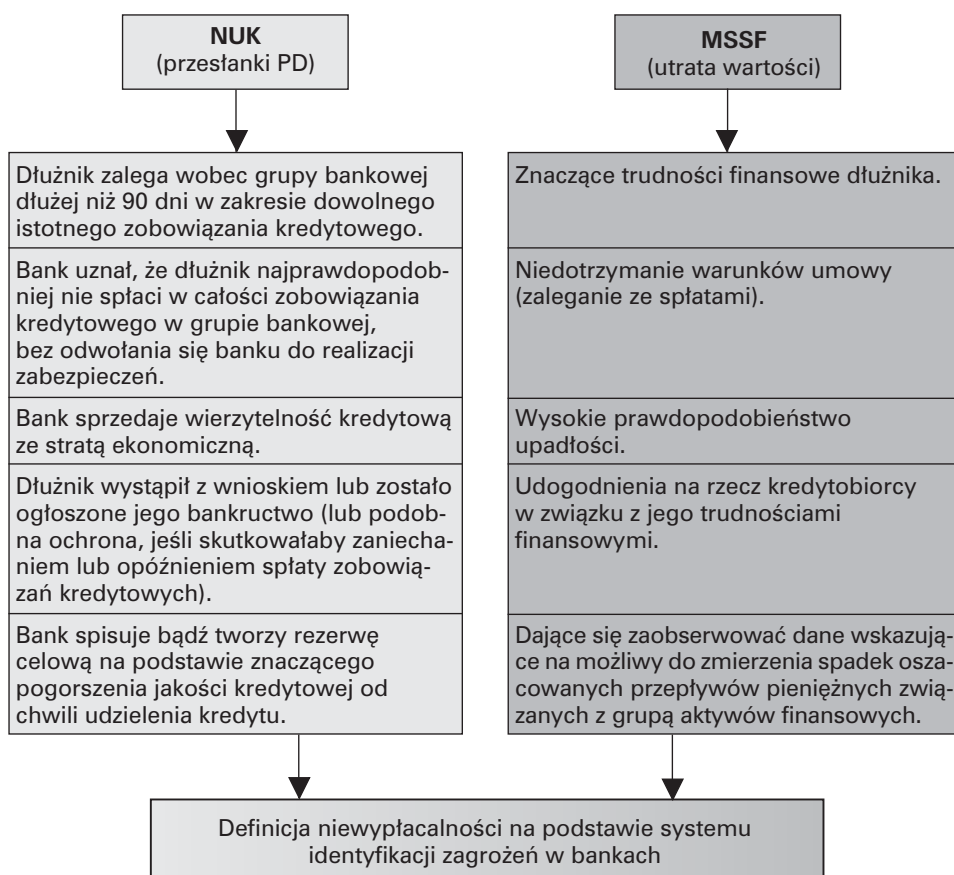 NUK
(przesłanki PD)
Dłużnik zalega wobec grupy bankowej
dłużej niż 90 dni w zakresie dowolnego
istotnego zobowiązania kredytowego.
Bank uznał, że dłużnik najprawdopodob-
niej nie spłaci w całości zobowiązania
kredytowego w grupie bankowej,
bez odwołania się banku do realizacji
zabezpieczeń.
Bank sprzedaje wierzytelność kredytową
ze stratą ekonomiczną.
Dłużnik wystąpił z wnioskiem lub zostało
ogłoszone jego bankructwo (lub podob-
na ochrona, jeśli skutkowałaby zaniecha-
niem lub opóźnieniem spłaty zobowią-
zań kredytowych).
Bank spisuje bądź tworzy rezerwę
celową na podstawie znaczącego
pogorszenia jakości kredytowej od
chwili udzielenia kredytu.
MSSF
(utrata wartości)
Znaczące trudności finansowe dłużnika.
Niedotrzymanie warunków umowy
(zaleganie ze spłatami).
Wysokie prawdopodobieństwo
upadłości.
Udogodnienia na rzecz kredytobiorcy
w związku z jego trudnościami
finansowymi.
Dające się zaobserwować dane wskazują-
ce na możliwy do zmierzenia spadek osza-
cowanych przepływów pieniężnych zwią-
zanych z grupą aktywów finansowych.
Definicja niewypłacalności na podstawie systemu
identyfikacji zagrożeń w bankach